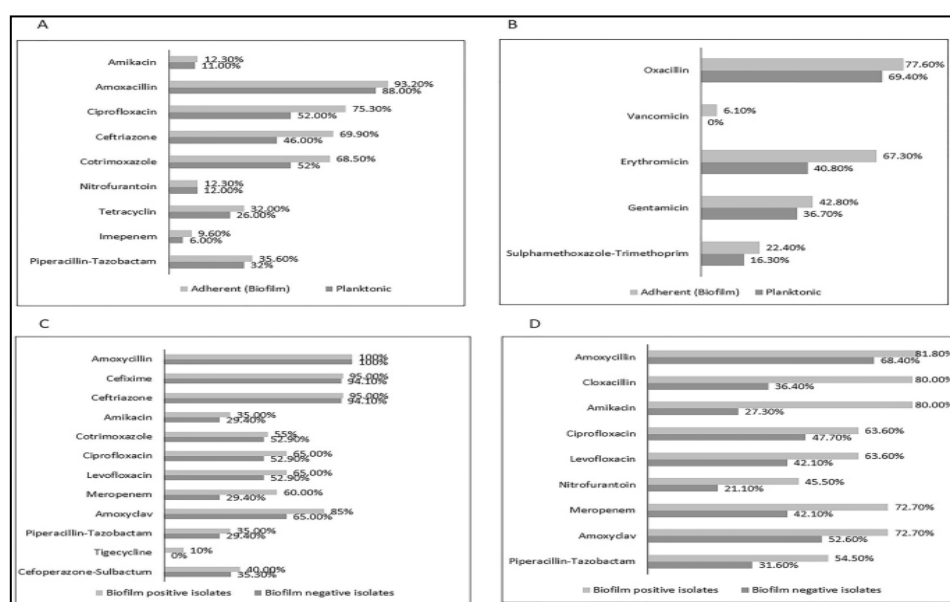 A
Amikacin 12.30% 11.00%
Amoxacillin 93.20% 88.00%
Ciprofloxacin 75.30% 52.00%
Ceftriazone 69.90% 46.00%
Cotrimoxazole 68.50% 52%
Nitrofurantoin 12.30% 12.00%
Tetracyclin 32.00% 26.00%
Imepenem 9.60% 6.00%
Piperacillin-Tazobactam 35.60% 32%
Adherent (Biofilm) Planktonic
B
Oxacillin 77.60% 69.40%
Vancomicin 6.10% 0%
Erythromicin 67.30% 40.80%
Gentamicin 42.80% 36.70%
Sulphamethoxazole-Trimethoprim 22.40% 16.30%
Adherent (Biofilm) Planktonic
C
Amoxycillin 100% 100%
Cefixime 95.00% 94.10%
Ceftriazone 95.00% 94.10%
Amikacin 35.00% 29.40%
Cotrimoxazole 55% 52.90%
Ciprofloxacin 65.00% 52.90%
Levofloxacin 65.00% 52.90%
Meropenem 60.00% 29.40%
Amoxyclav 85% 65.00%
Piperacillin-Tazobactam 35.00% 29.40%
Tigecycline 10% 0%
Cefoperazone-Sulbactum 40.00% 35.30%
Biofilm positive isolates Biofilm negative isolates
D
Amoxycillin 81.80% 68.40%
Cloxacillin 80.00% 36.40%
Amikacin 80.00% 27.30%
Ciprofloxacin 63.60% 47.70%
Levofloxacin 63.60% 42.10%
Nitrofurantoin 45.50% 21.10%
Meropenem 72.70% 42.10%
Amoxyclav 72.70% 52.60%
Piperacillin-Tazobactam 54.50% 31.60%
Biofilm positive isolates Biofilm negative isolates